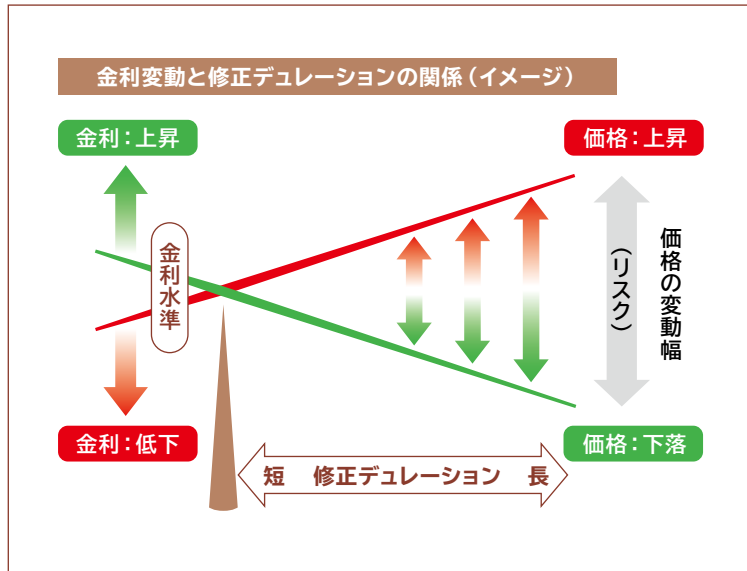 金利変動と修正デュレーションの関係（イメージ）
金利：上昇
価格：上昇
金利水準
価格の変動幅
（リスク）
金利：低下
価格：下落
短 修正デュレーション 長